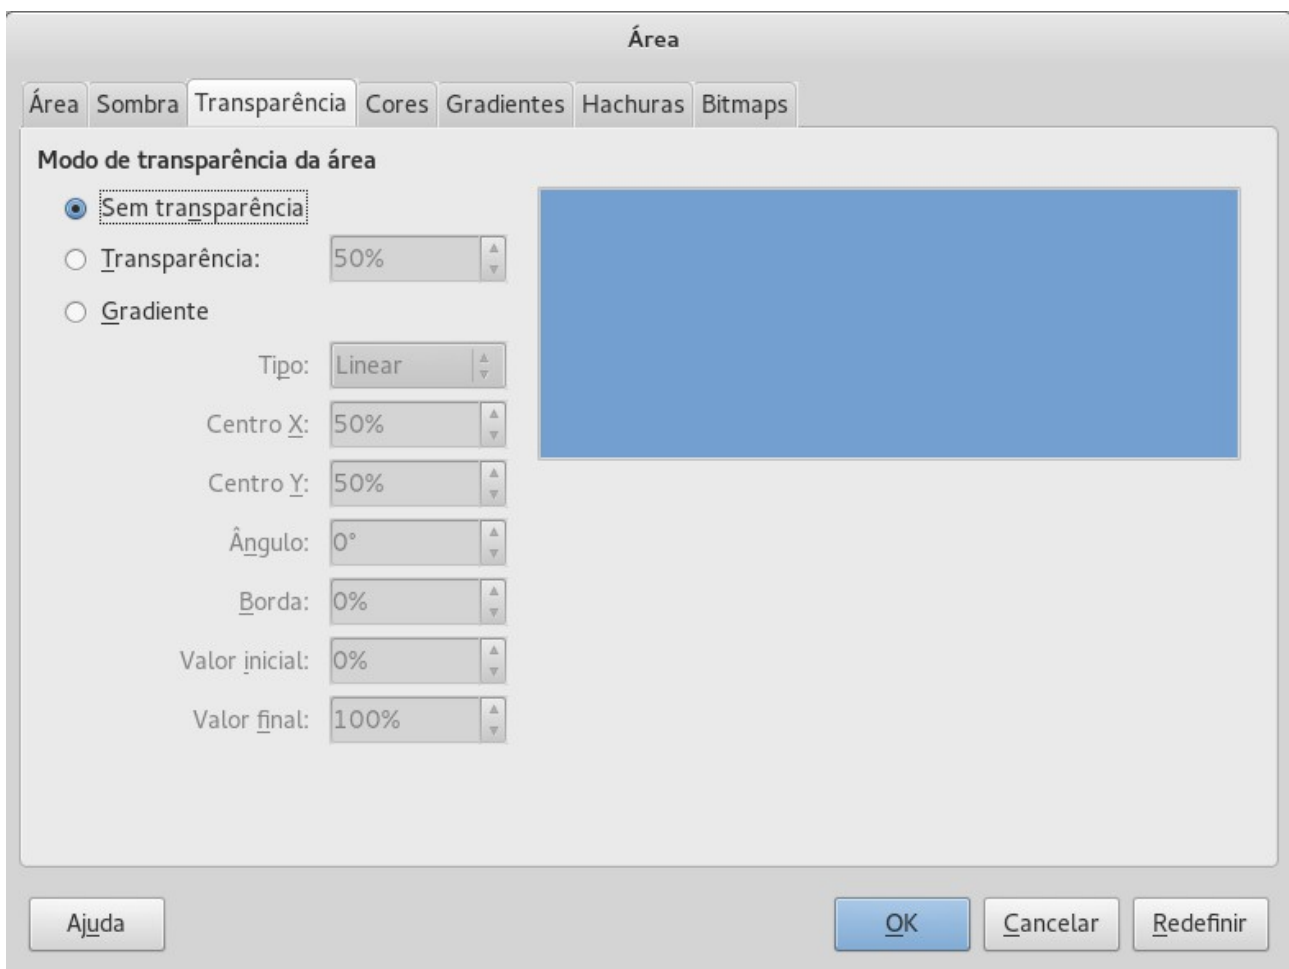 Área
Área Sombra Transparência Cores Gradientes Hachuras Bitmaps
Modo de transparência da área
Sem transparência
Transparência: 50%
Gradiente
Tipo: Linear
Centro X: 50%
Centro Y: 50%
Ângulo: 0°
Borda: 0%
Valor inicial: 0%
Valor final: 100%
Ajuda OK Cancelar Redefinir